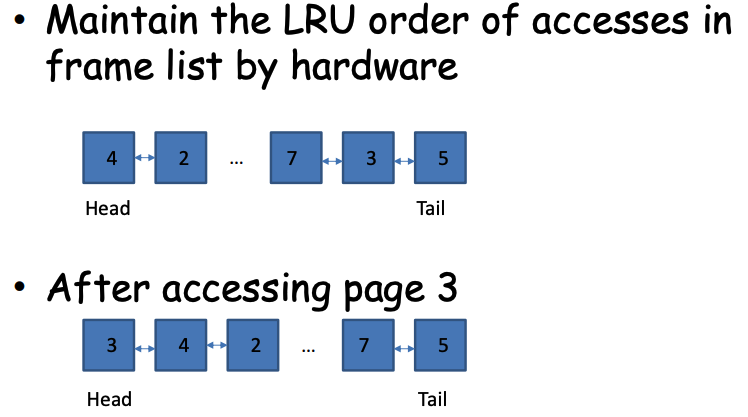 • Maintain the LRU order of accesses in
frame list by hardware
4 2 ... 7 3 5
Head Tail
• After accessing page 3
3 4 2 ... 7 5
Head Tail